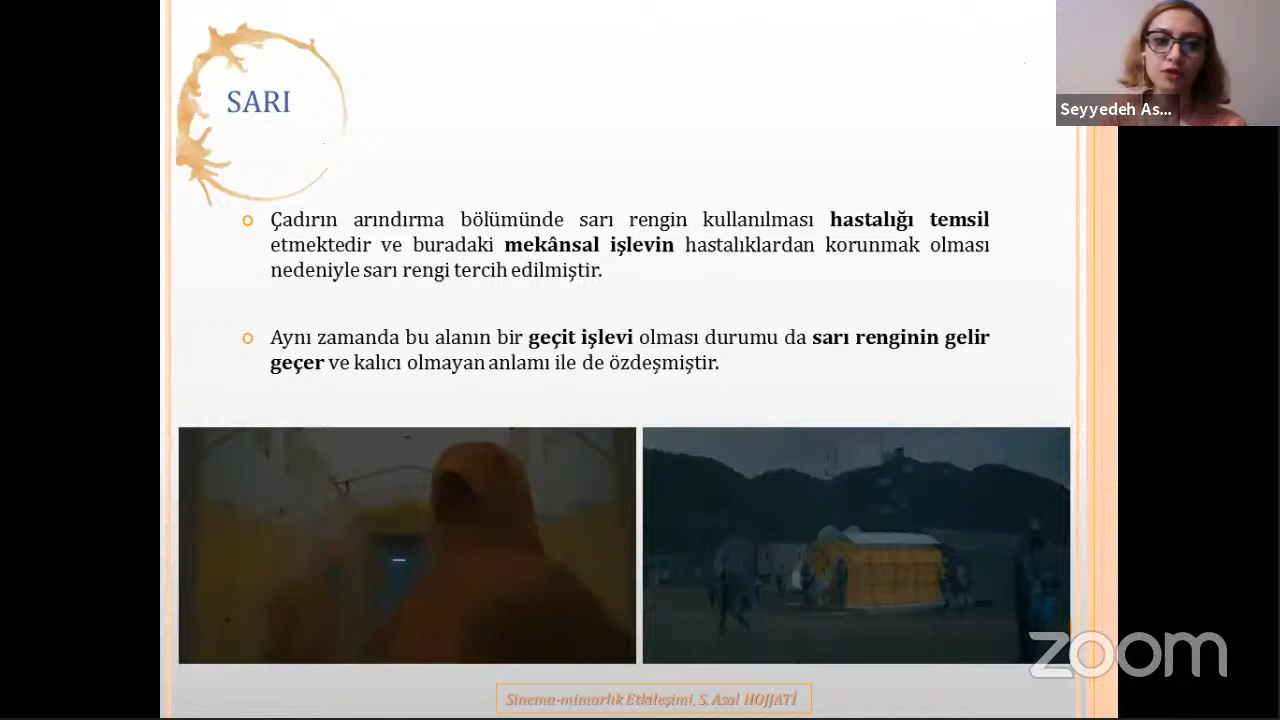 SARI
Seyyedeh As...
Çadırın arındırma bölümünde sarı rengin kullanılması hastalığı temsil
etmektedir ve buradaki mekânsal işlevin hastalıklardan korunmak olması
nedeniyle sarı rengi tercih edilmiştir.
Aynı zamanda bu alanın bir geçit işlevi olması durumu da sarı renginin gelir
geçer ve kalıcı olmayan anlamı ile de özdeşmiştir.
zoom
Sinema-mimarlık Etkileşimi, S. Asal HOJJATİ